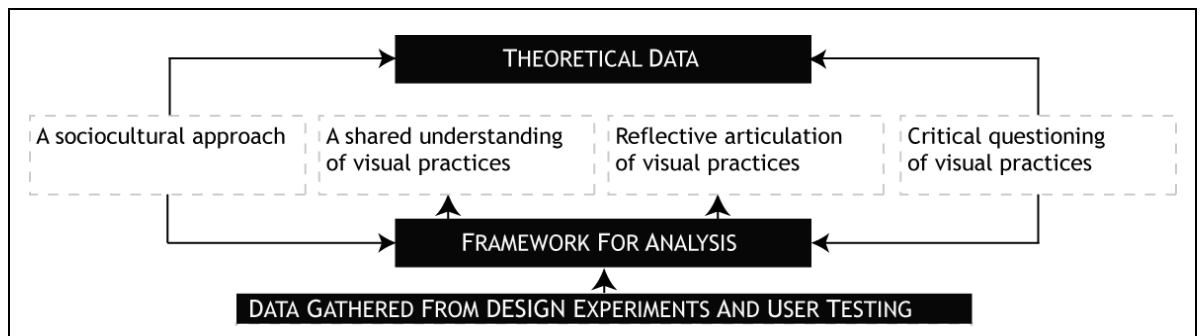 THEORETICAL DATA
A sociocultural approach
A shared understanding
of visual practices
Reflective articulation
of visual practices
Critical questioning
of visual practices
FRAMEWORK FOR ANALYSIS
DATA GATHERED FROM DESIGN EXPERIMENTS AND USER TESTING